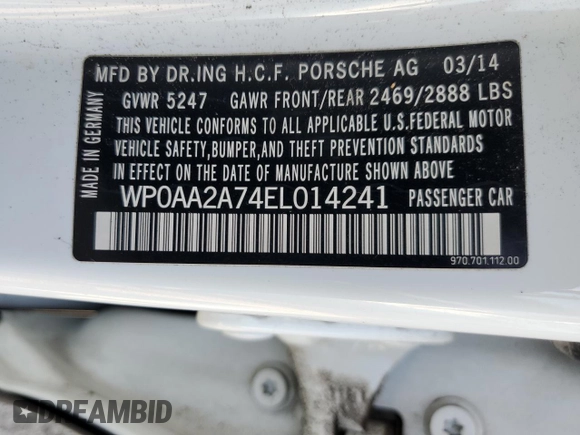 MFD BY DR.ING H.C.F. PORSCHE AG 03/14
GVWR 5247 GAWR FRONT/REAR 2469/2888 LBS
THIS VEHICLE CONFORMS TO ALL APPLICABLE U.S.FEDERAL MOTOR
VEHICLE SAFETY,BUMPER,AND THEFT PREVENTION STANDARDS
IN EFFECT ON THE DATE OF MANUFACTURE SHOWN ABOVE
WP0AA2A74EL014241 PASSENGER CAR
MADE IN GERMANY
970.701.112.00
DREAMBID